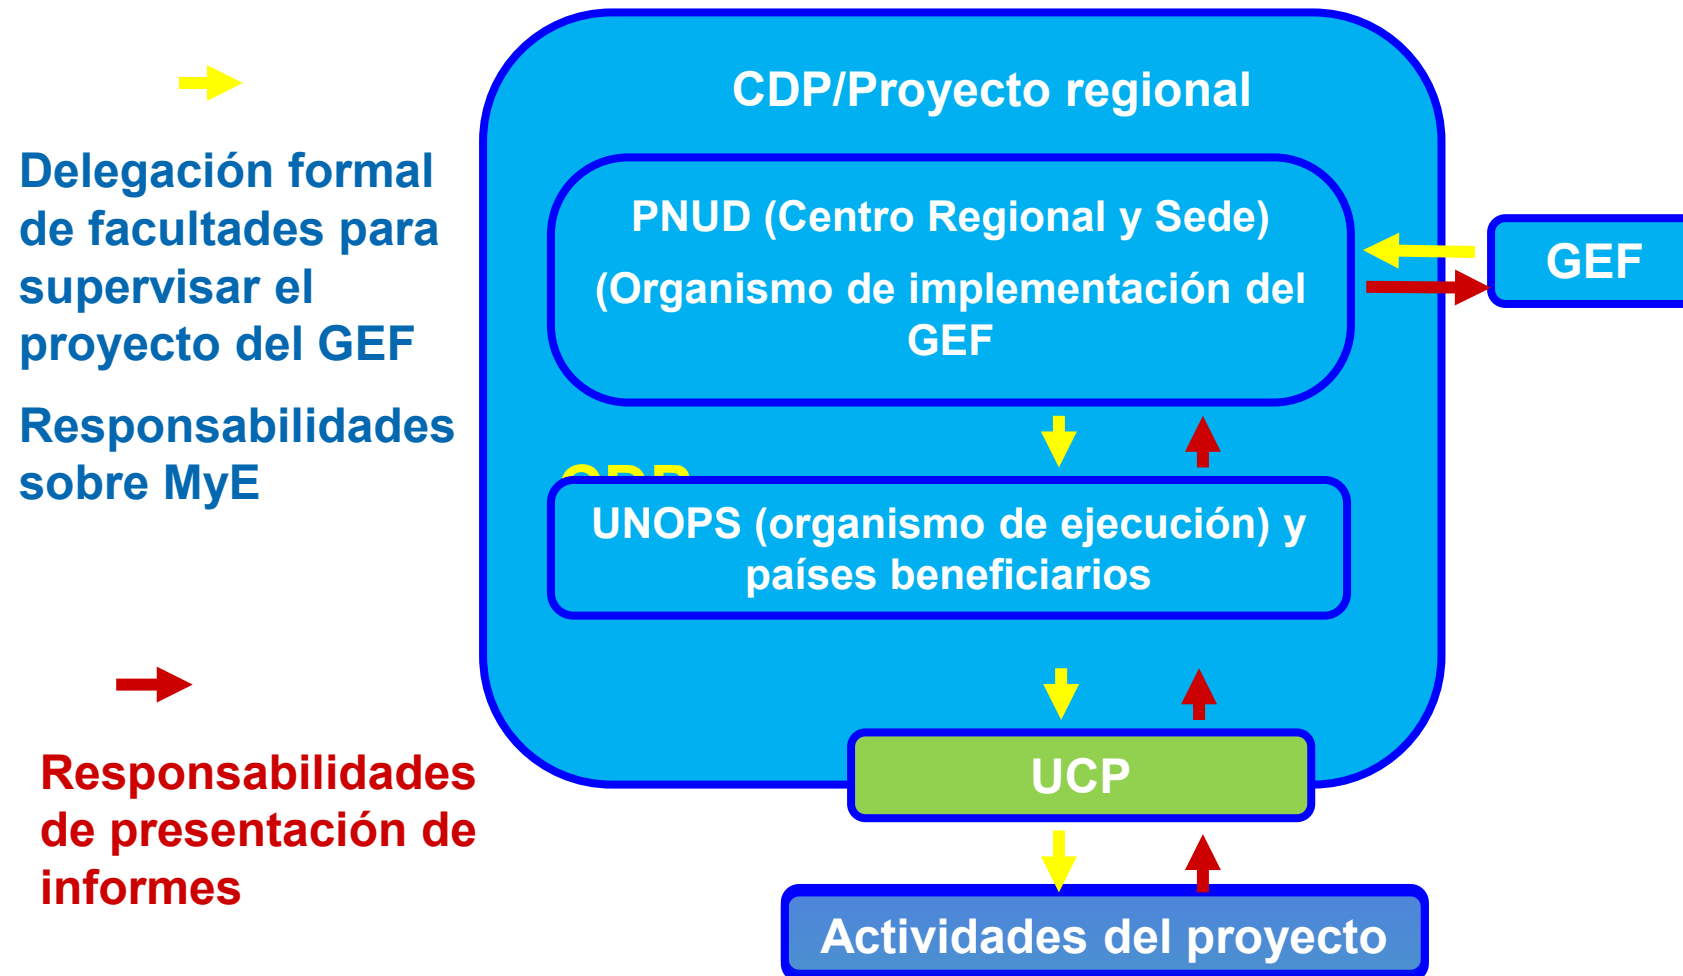 CDP/Proyecto regional
Delegación formal
de facultades para
supervisar el
proyecto del GEF
Responsabilidades
sobre MyE
PNUD (Centro Regional y Sede)
(Organismo de implementación del
GEF
GEF
CDP
UNOPS (organismo de ejecución) y
países beneficiarios
UCP
Responsabilidades
de presentación de
informes
Actividades del proyecto